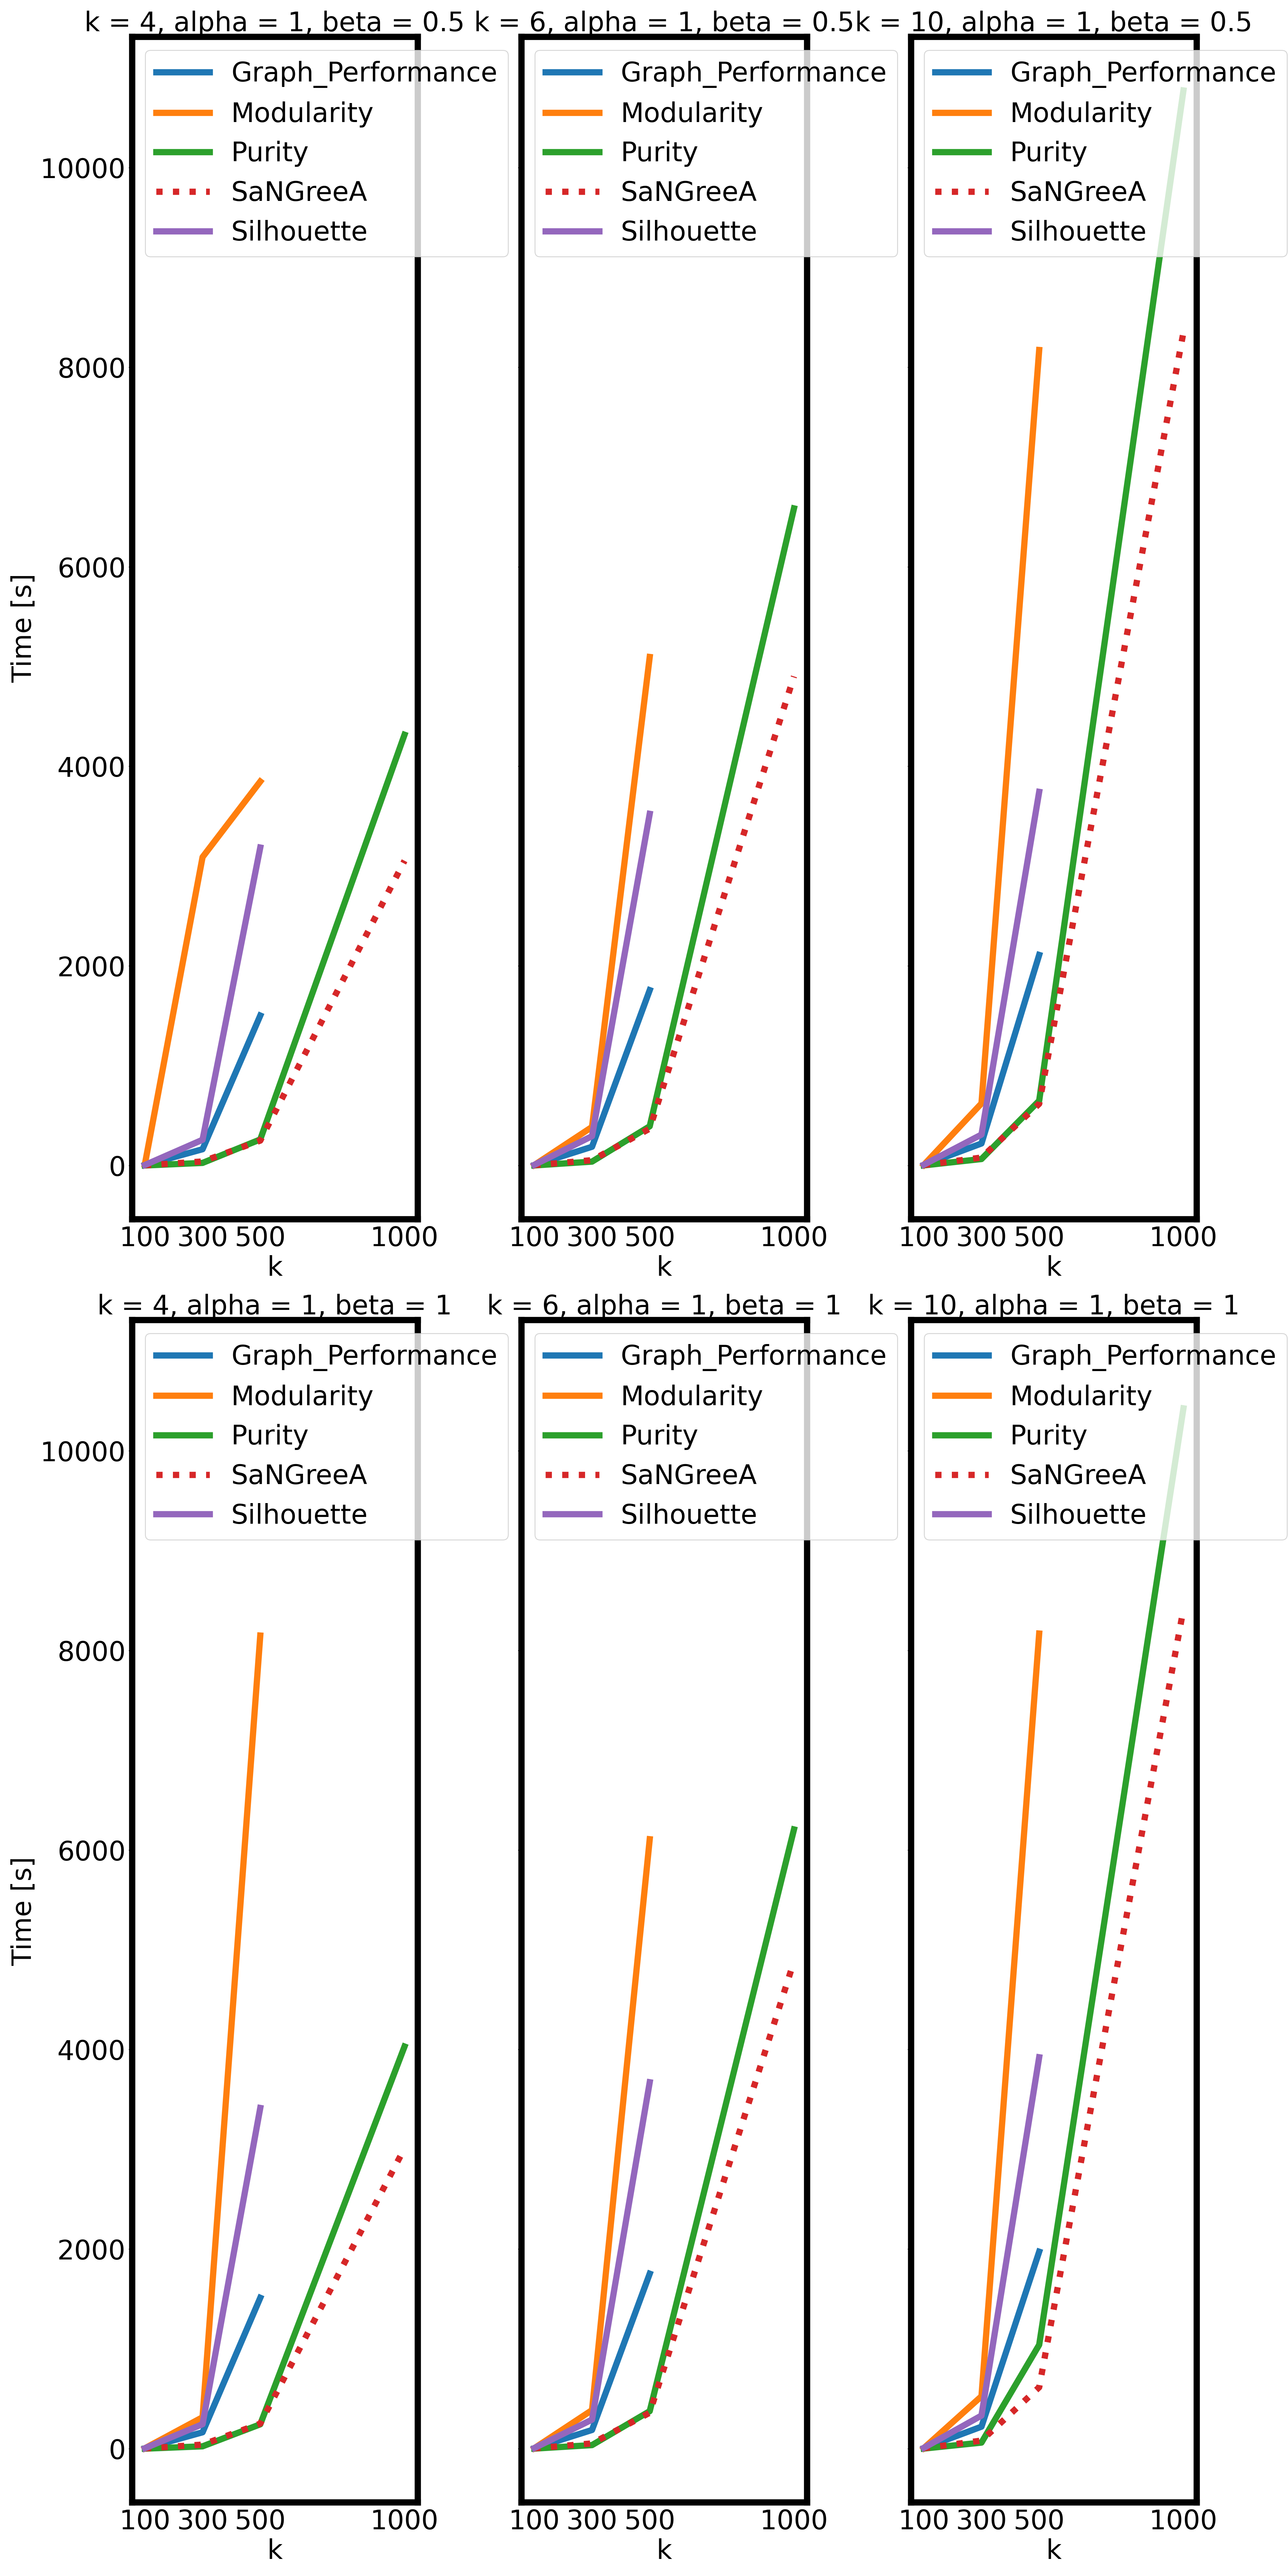 k = 4, alpha = 1, beta = 0.5
k = 6, alpha = 1, beta = 0.5
k = 10, alpha = 1, beta = 0.5
Graph_Performance
Modularity
Purity
SaNGreeA
Silhouette
Graph_Performance
Modularity
Purity
SaNGreeA
Silhouette
Graph_Performance
Modularity
Purity
SaNGreeA
Silhouette
10000
8000
6000
4000
2000
0
Time [s]
100 300 500 1000
k
100 300 500 1000
k
100 300 500 1000
k
k = 4, alpha = 1, beta = 1
k = 6, alpha = 1, beta = 1
k = 10, alpha = 1, beta = 1
Graph_Performance
Modularity
Purity
SaNGreeA
Silhouette
Graph_Performance
Modularity
Purity
SaNGreeA
Silhouette
Graph_Performance
Modularity
Purity
SaNGreeA
Silhouette
10000
8000
6000
4000
2000
0
Time [s]
100 300 500 1000
k
100 300 500 1000
k
100 300 500 1000
k